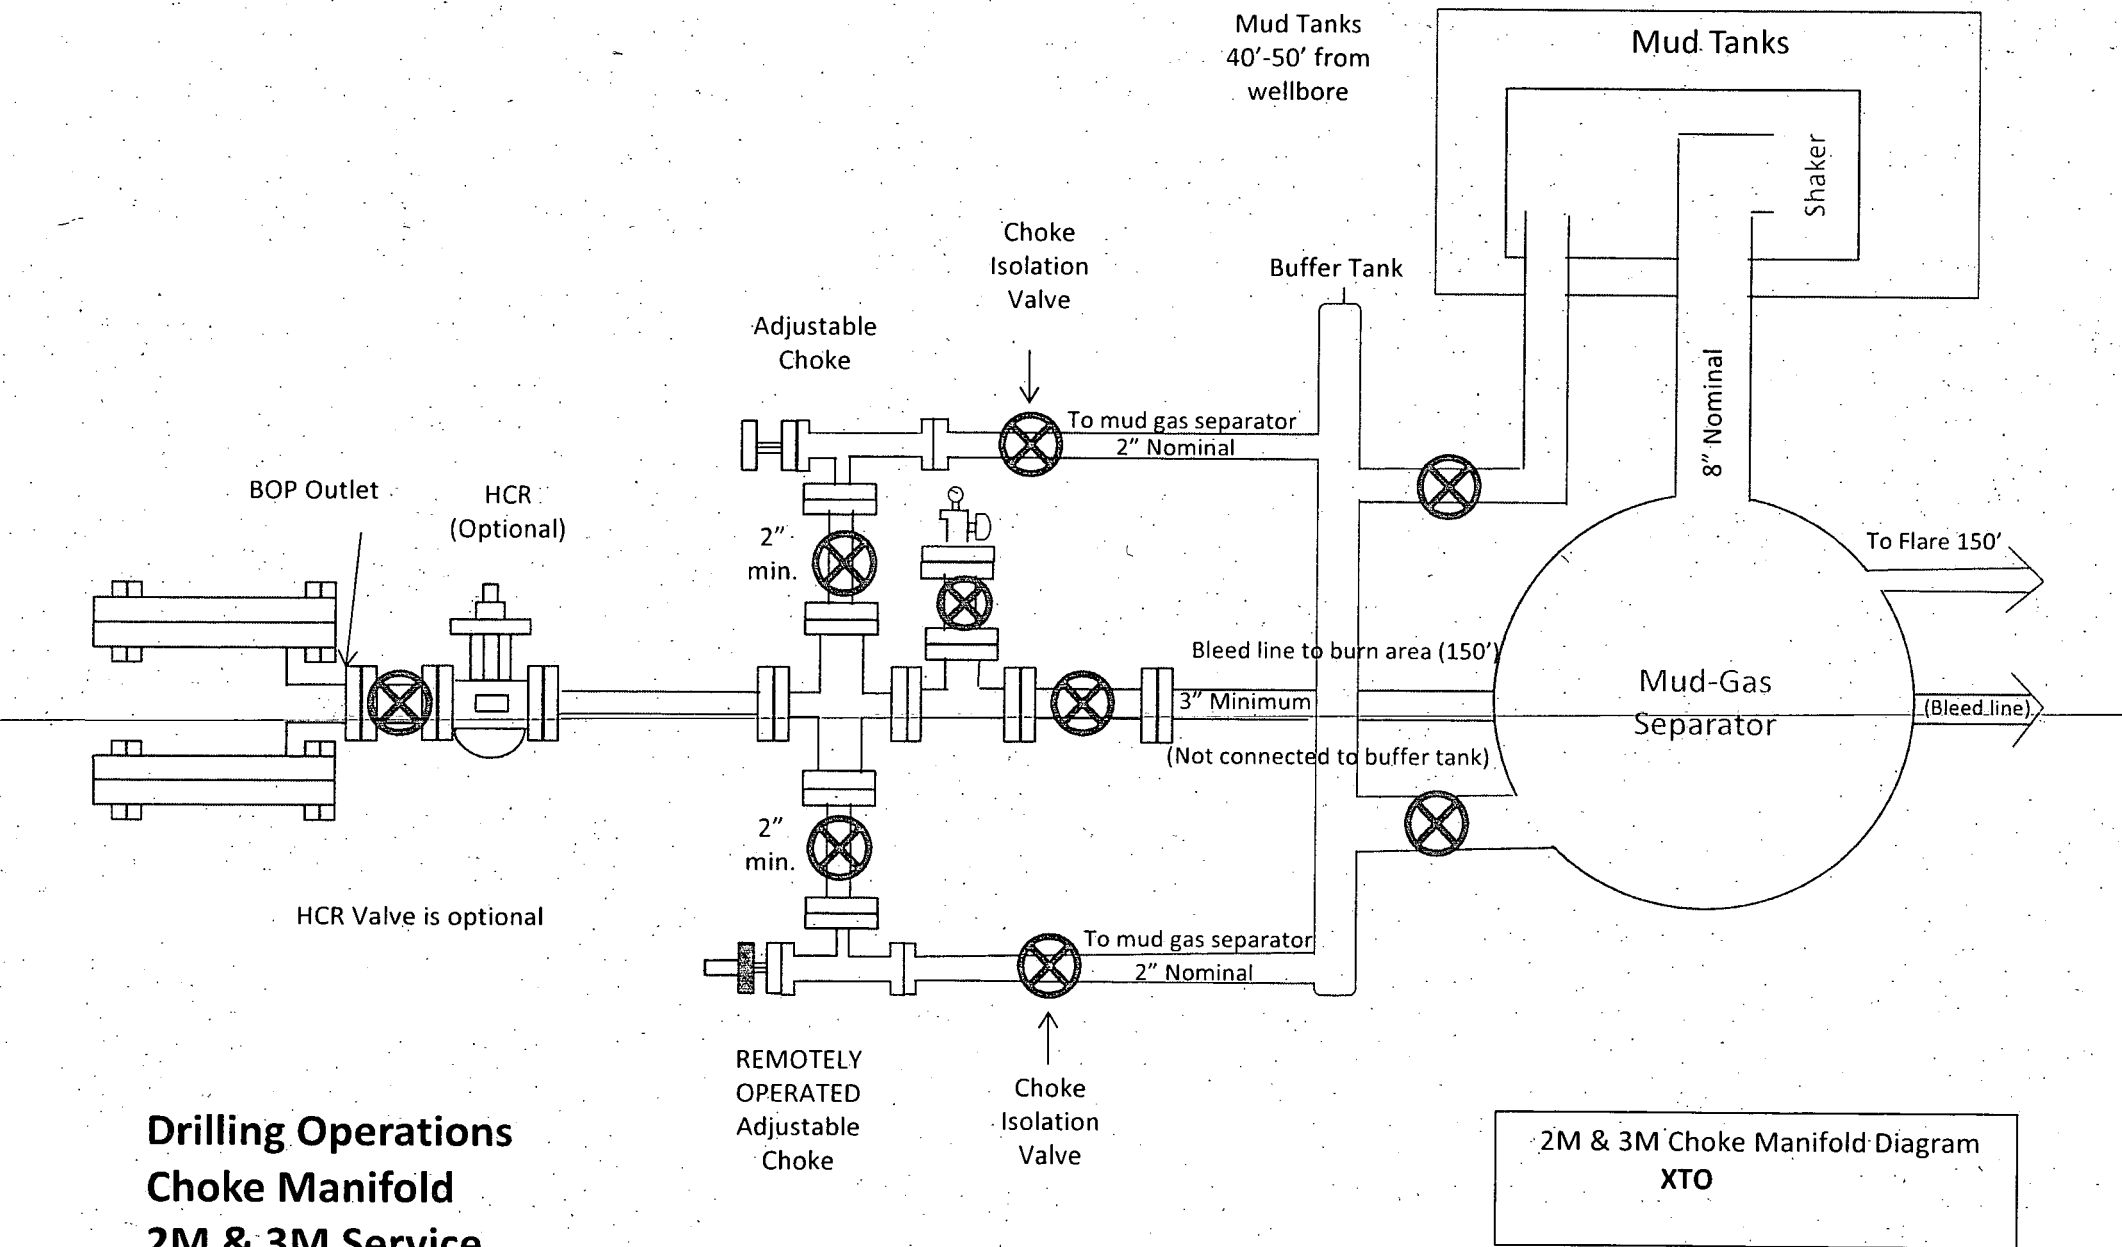 Mud Tanks
40'-50' from
wellbore
Mud Tanks
Shaker
Choke
Isolation
Valve
Buffer Tank
Adjustable
Choke
8" Nominal
To mud gas separator
2" Nominal
BOP Outlet
HCR
(Optional)
2"
min.
To Flare 150'
Bleed line to burn area (150')
3" Minimum
(Not connected to buffer tank)
Mud-Gas
Separator
(Bleed line)
2"
min.
HCR Valve is optional
To mud gas separator
2" Nominal
REMOTELY
OPERATED
Adjustable
Choke
Choke
Isolation
Valve
Drilling Operations
Choke Manifold
2M & 3M Service
2M & 3M Choke Manifold Diagram
XTO